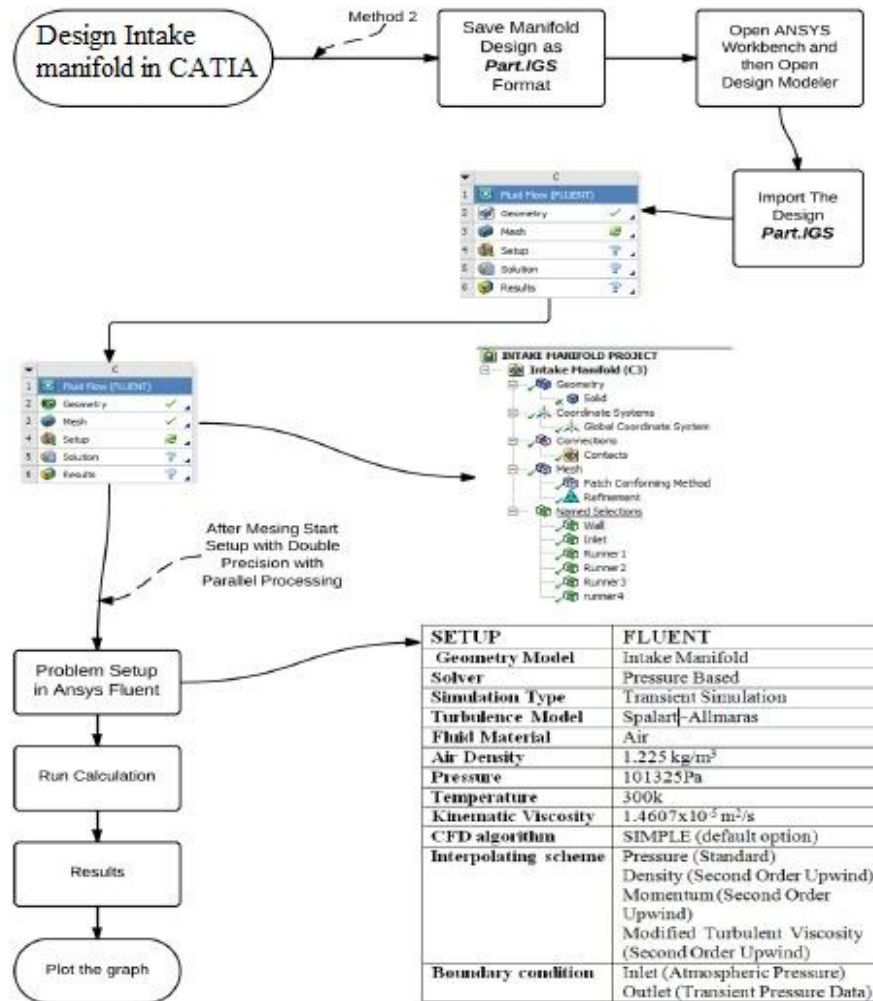 Design Intake
manifold in CATIA
Method 2
Save Manifold
Design as
Part.IGS
Format
Open ANSYS
Workbench and
then Open
Design Modeler
Import The
Design
Part.IGS
C
1 Fluid Flow (FLUENT)
2 Geometry
3 Mesh
4 Setup
5 Solution
6 Results
C
1 Fluid Flow (FLUENT)
2 Geometry
3 Mesh
4 Setup
5 Solution
6 Results
INTAKE MANIFOLD PROJECT
Intake Manifold (C3)
Geometry
Solid
Coordinate Systems
Global Coordinate System
Connections
Contacts
Mesh
Patch Conforming Method
Refinement
Named Selections
Wall
Inlet
Runner1
Runner2
Runner3
runner4
After Mesing Start
Setup with Double
Precision with
Parallel Processing
Problem Setup
in Ansys Fluent
Run Calculation
Results
Plot the graph
SETUP FLUENT
Geometry Model Intake Manifold
Solver Pressure Based
Simulation Type Transient Simulation
Turbulence Model Spalart–Allmaras
Fluid Material Air
Air Density 1.225 kg/m³
Pressure 101325Pa
Temperature 300k
Kinematic Viscosity 1.4607x10⁻⁵ m²/s
CFD algorithm SIMPLE (default option)
Interpolating scheme Pressure (Standard)
Density (Second Order Upwind)
Momentum (Second Order
Upwind)
Modified Turbulent Viscosity
(Second Order Upwind)
Boundary condition Inlet (Atmospheric Pressure)
Outlet (Transient Pressure Data)